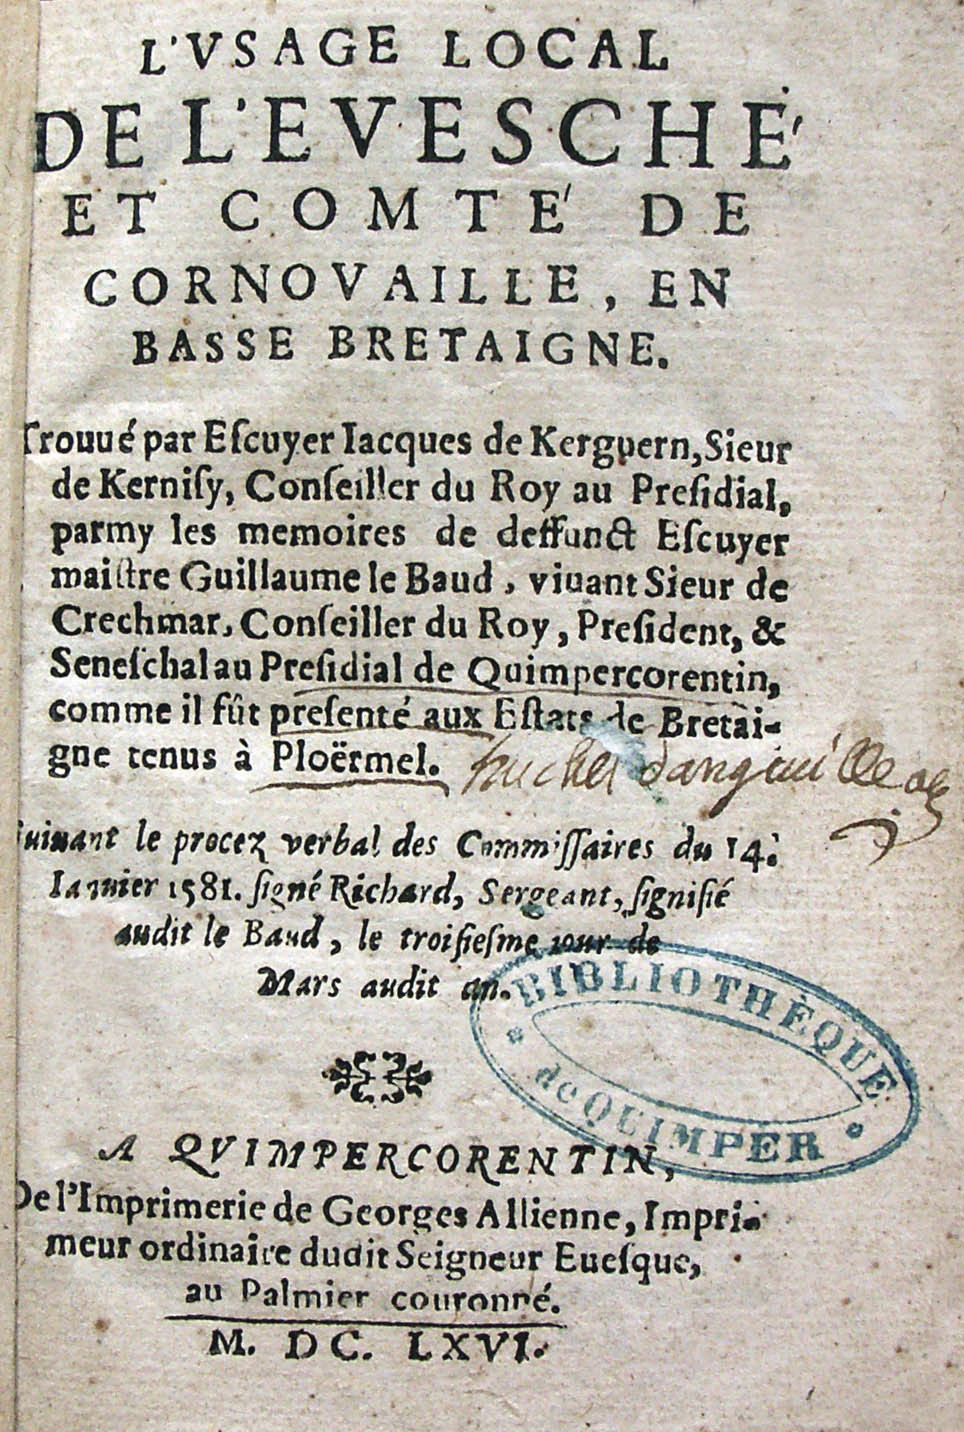 L'VSAGE LOCAL
DE L'EVESCHE'
ET COMTE' DE
CORNOVAILLE, EN
BASSE BRETAIGNE.
Trouué par Eſcuyer Iacques de Kerguern, Sieur
de Kerniſy, Conſeiller du Roy au Preſidial,
parmy les memoires de deffunct Eſcuyer
maiſtre Guillaume le Baud, viuant Sieur de
Crechmar, Conſeiller du Roy, Preſident, &
Seneſchal au Preſidial de Quimpercorentin,
comme il fût preſenté aux Eſtats de Bretai-
gne tenus à Ploërmel.
ſuiuant le procez verbal des Commiſſaires du 14.
Ianuier 1581. ſigné Richard, Sergeant, ſignifié
audit le Baud, le troiſieſme iour de
Mars audit an.
BIBLIOTHÈQUE
de QUIMPER
A QVIMPERCORENTIN,
De l'Imprimerie de Georges Allienne, Impri-
meur ordinaire dudit Seigneur Eueſque,
au Palmier couronné.
M. DC. LXVI.